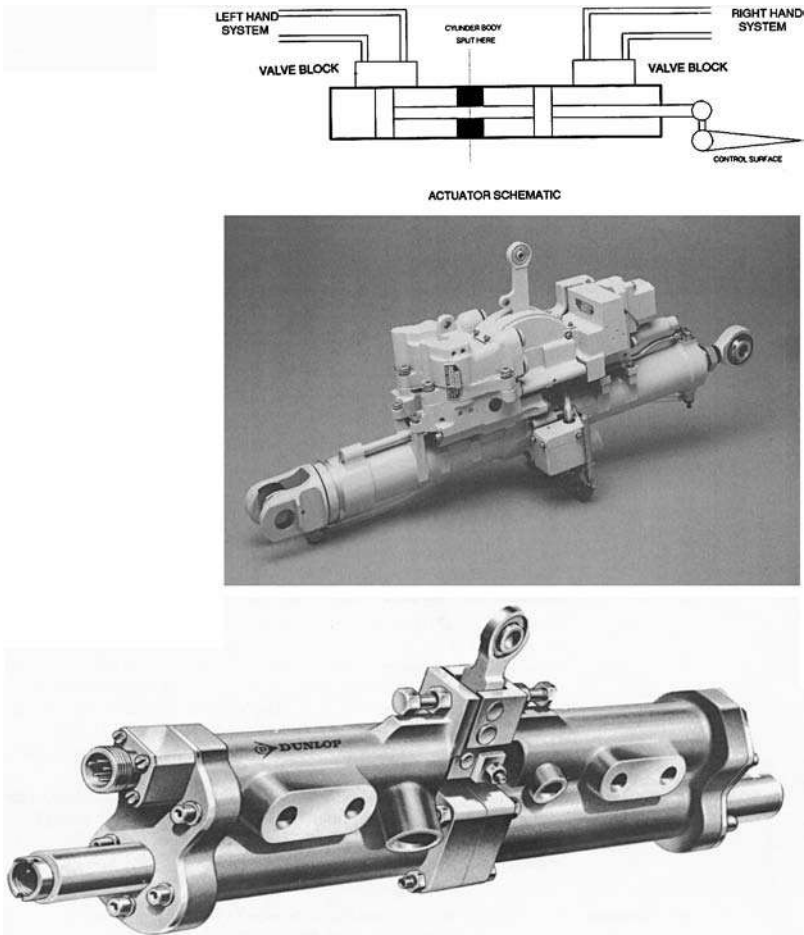 LEFT HAND
SYSTEM
CYLINDER BODY
SPLIT HERE
RIGHT HAND
SYSTEM
VALVE BLOCK
VALVE BLOCK
CONTROL SURFACE
ACTUATOR SCHEMATIC
DUNLOP